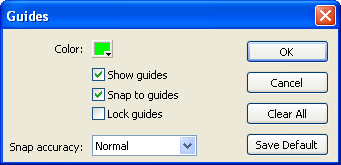 Guides
Color:
OK
Show guides
Cancel
Snap to guides
Lock guides
Clear All
Snap accuracy: Normal
Save Default